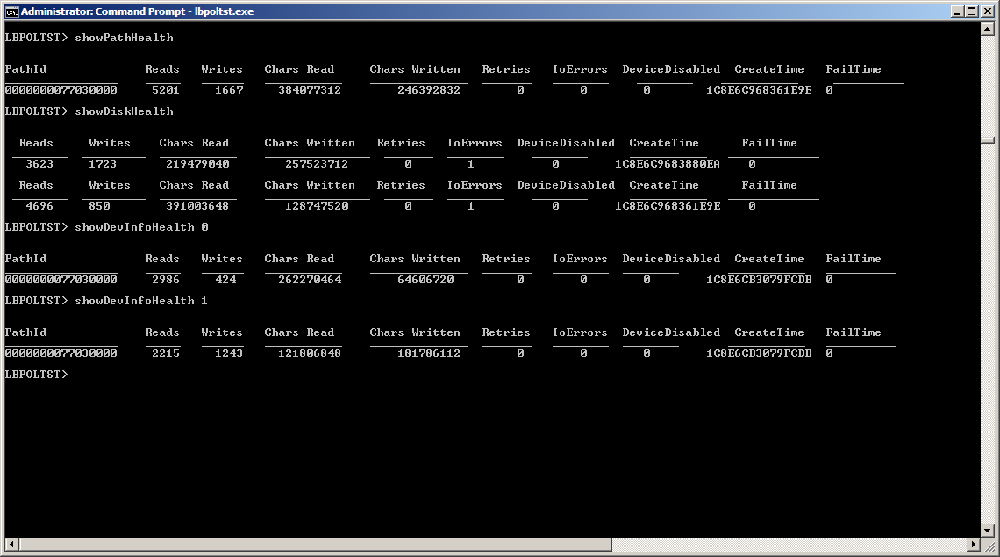 Administrator: Command Prompt - lbpoltst.exe
LBPOLTST> showPathHealth
PathId Reads Writes Chars Read Chars Written Retries IoErrors DeviceDisabled CreateTime FailTime
0000000077030000 5201 1667 384077312 246392832 0 0 0 1C8E6C968361E9E 0
LBPOLTST> showDiskHealth
Reads Writes Chars Read Chars Written Retries IoErrors DeviceDisabled CreateTime FailTime
3623 1723 219479040 257523712 0 1 0 1C8E6C9683880EA 0
Reads Writes Chars Read Chars Written Retries IoErrors DeviceDisabled CreateTime FailTime
4696 850 391003648 128747520 0 1 0 1C8E6C968361E9E 0
LBPOLTST> showDevInfoHealth 0
PathId Reads Writes Chars Read Chars Written Retries IoErrors DeviceDisabled CreateTime FailTime
0000000077030000 2986 424 262270464 64606720 0 0 0 1C8E6CB3079FCDB 0
LBPOLTST> showDevInfoHealth 1
PathId Reads Writes Chars Read Chars Written Retries IoErrors DeviceDisabled CreateTime FailTime
0000000077030000 2215 1243 121806848 181786112 0 0 0 1C8E6CB3079FCDB 0
LBPOLTST>